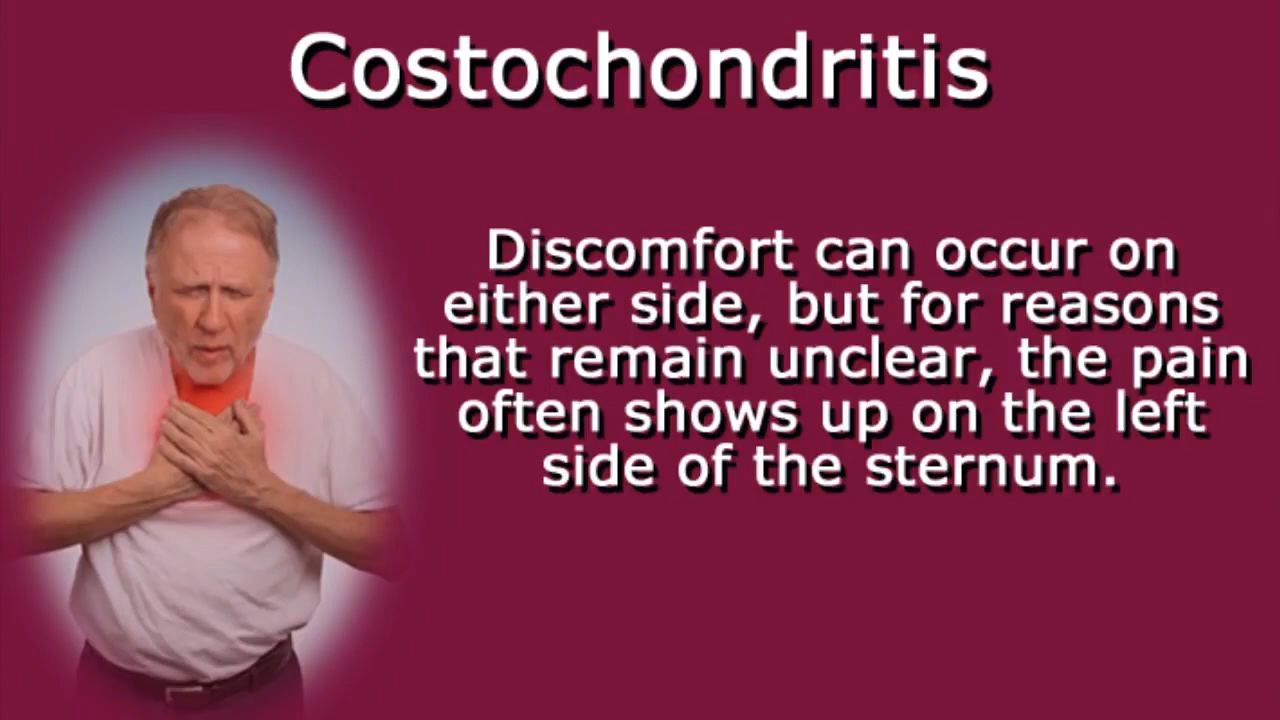 Costochondritis
Discomfort can occur on
either side, but for reasons
that remain unclear, the pain
often shows up on the left
side of the sternum.